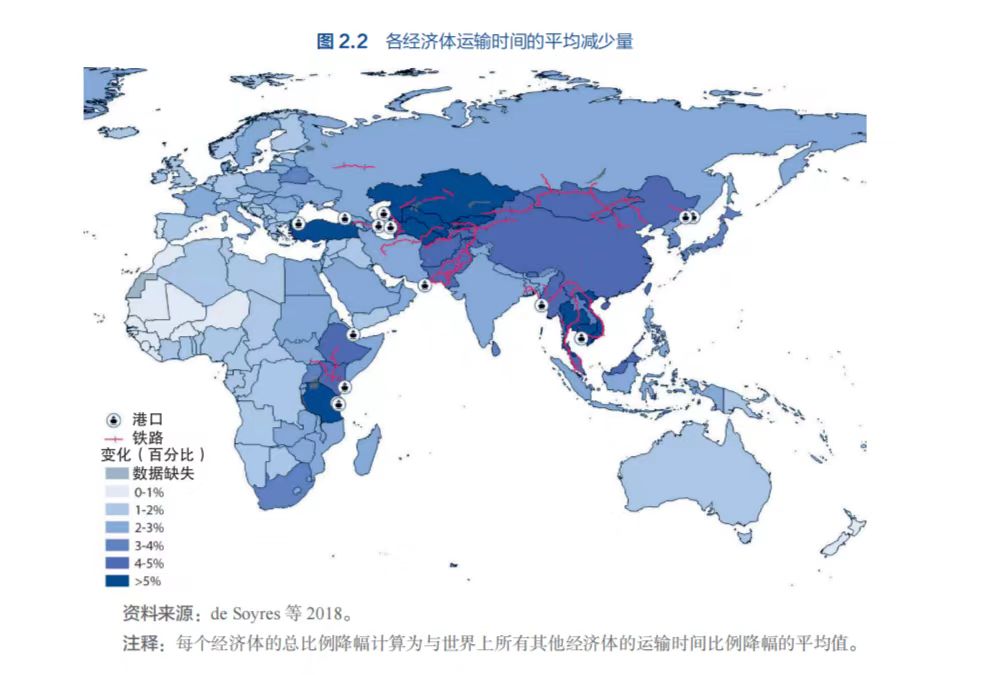 图 2.2 各经济体运输时间的平均减少量
港口
铁路
变化（百分比）
数据缺失
0-1%
1-2%
2-3%
3-4%
4-5%
>5%
资料来源：de Soyres 等 2018。
注释：每个经济体的总比例降幅计算为与世界上所有其他经济体的运输时间比例降幅的平均值。